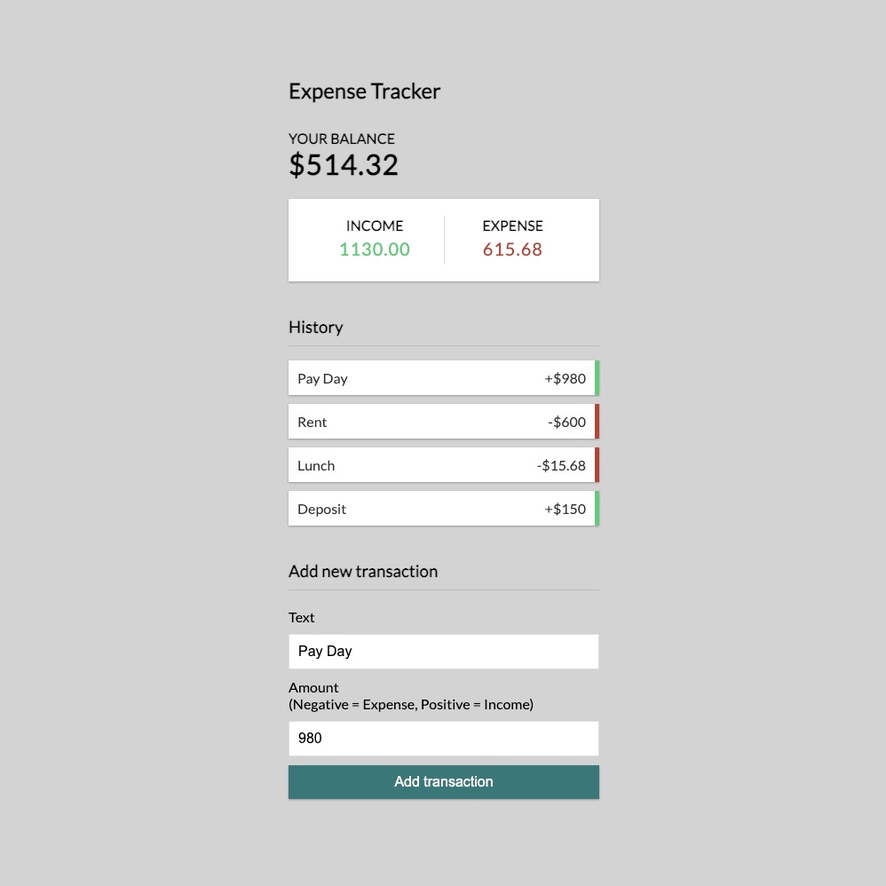 Expense Tracker
YOUR BALANCE
$514.32
INCOME EXPENSE
1130.00 615.68
History
Pay Day +$980
Rent -$600
Lunch -$15.68
Deposit +$150
Add new transaction
Text
Pay Day
Amount
(Negative = Expense, Positive = Income)
980
Add transaction